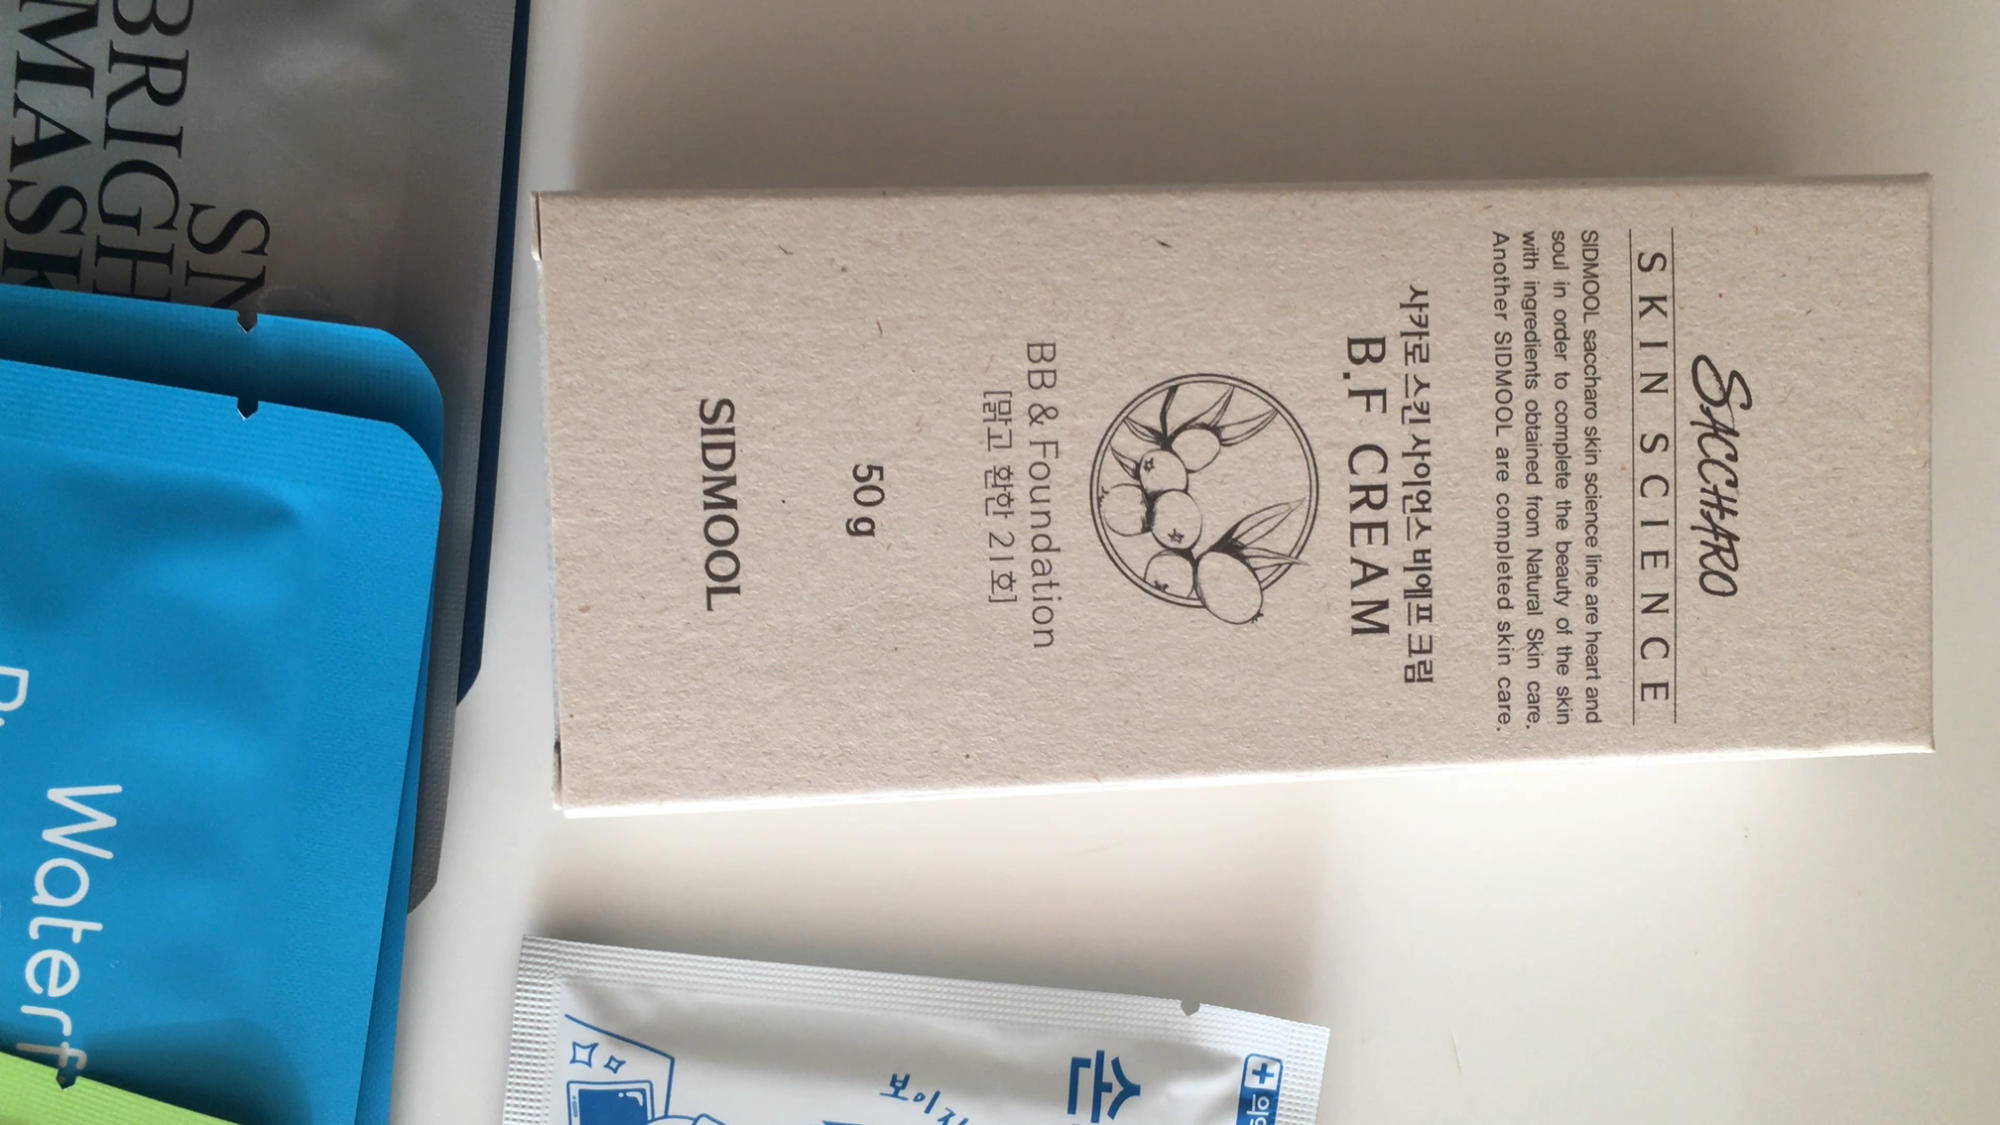 SACCHARO
SKIN SCIENCE
SIDMOOL saccharo skin science line are heart and
soul in order to complete the beauty of the skin
with ingredients obtained from Natural Skin care.
Another SIDMOOL are completed skin care.
사카로 스킨 사이언스 비에프 크림
B.F CREAM
BB & Foundation
[맑고 환한 21호]
50g
SIDMOOL
BRIGH
MASK
Waterf
손
보이지